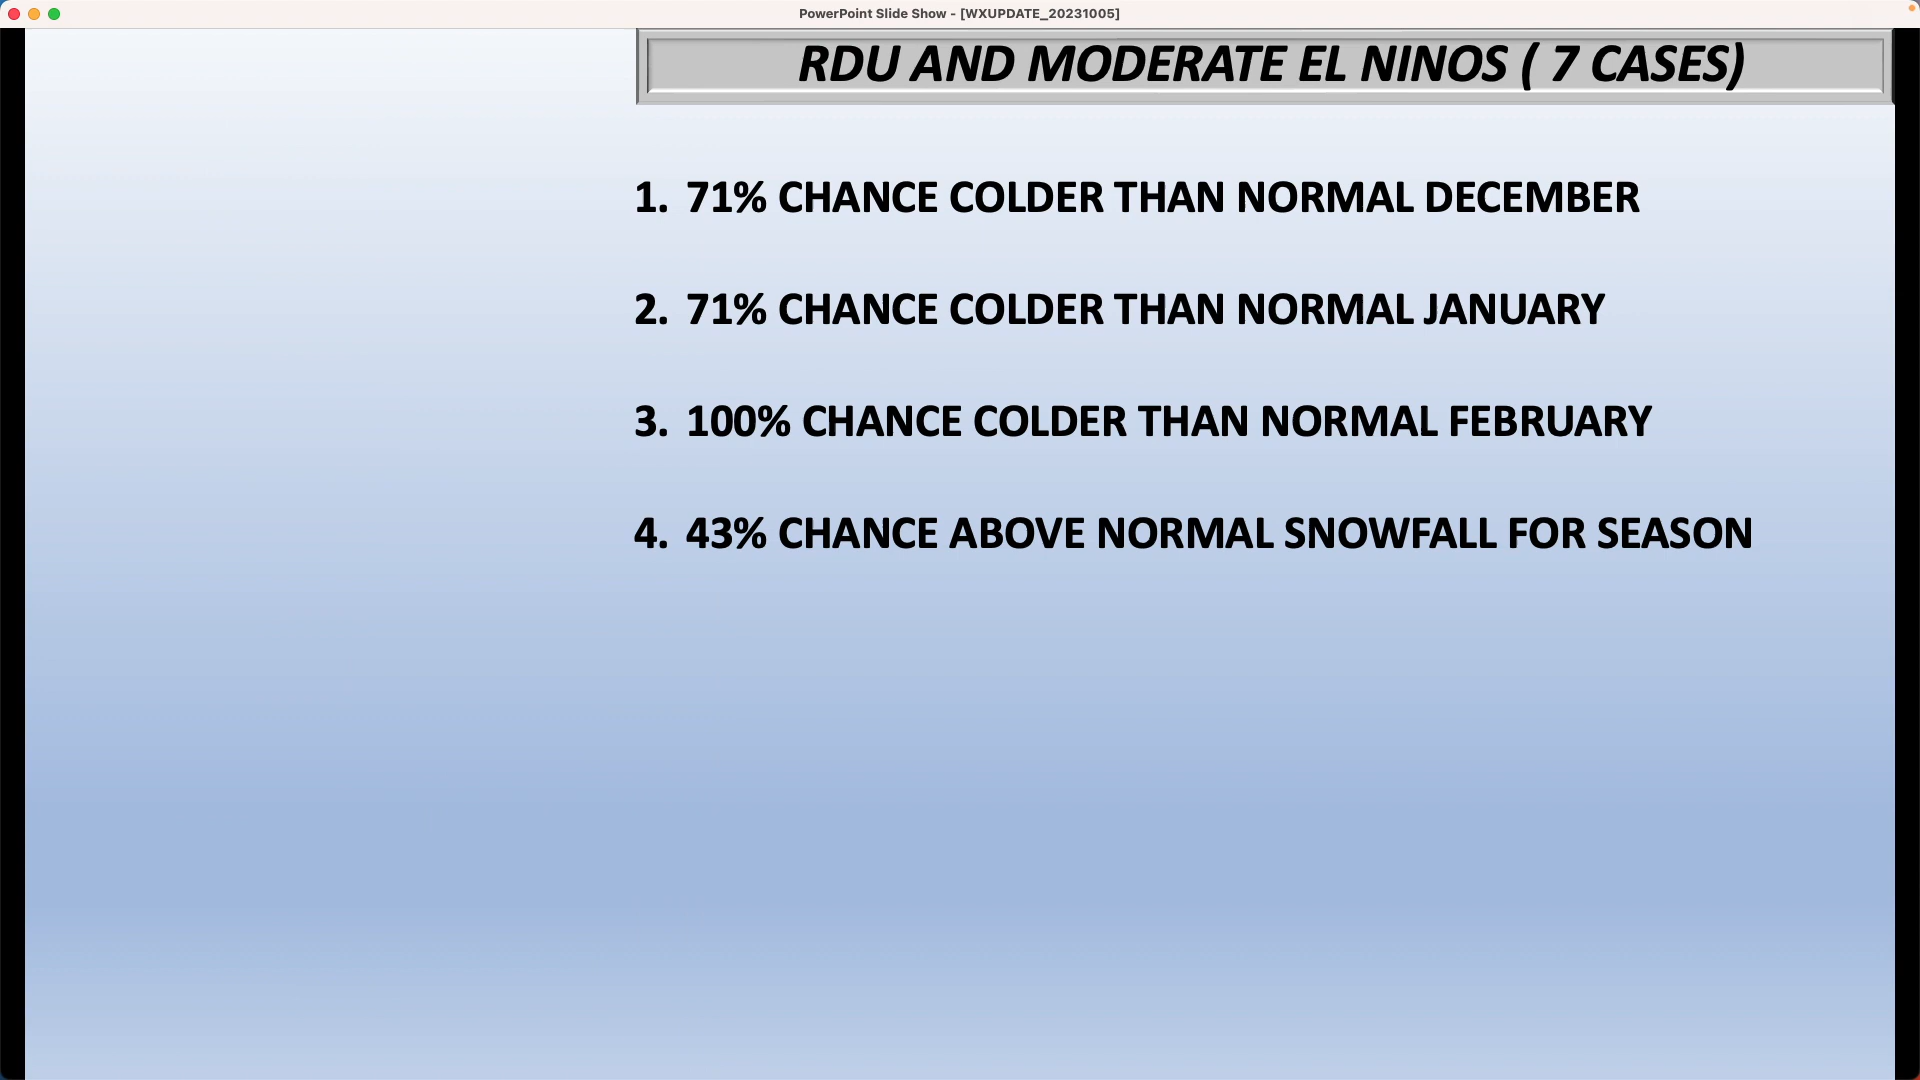 PowerPoint Slide Show - [WXUPDATE_20231005]
RDU AND MODERATE EL NINOS ( 7 CASES)
1. 71% CHANCE COLDER THAN NORMAL DECEMBER
2. 71% CHANCE COLDER THAN NORMAL JANUARY
3. 100% CHANCE COLDER THAN NORMAL FEBRUARY
4. 43% CHANCE ABOVE NORMAL SNOWFALL FOR SEASON